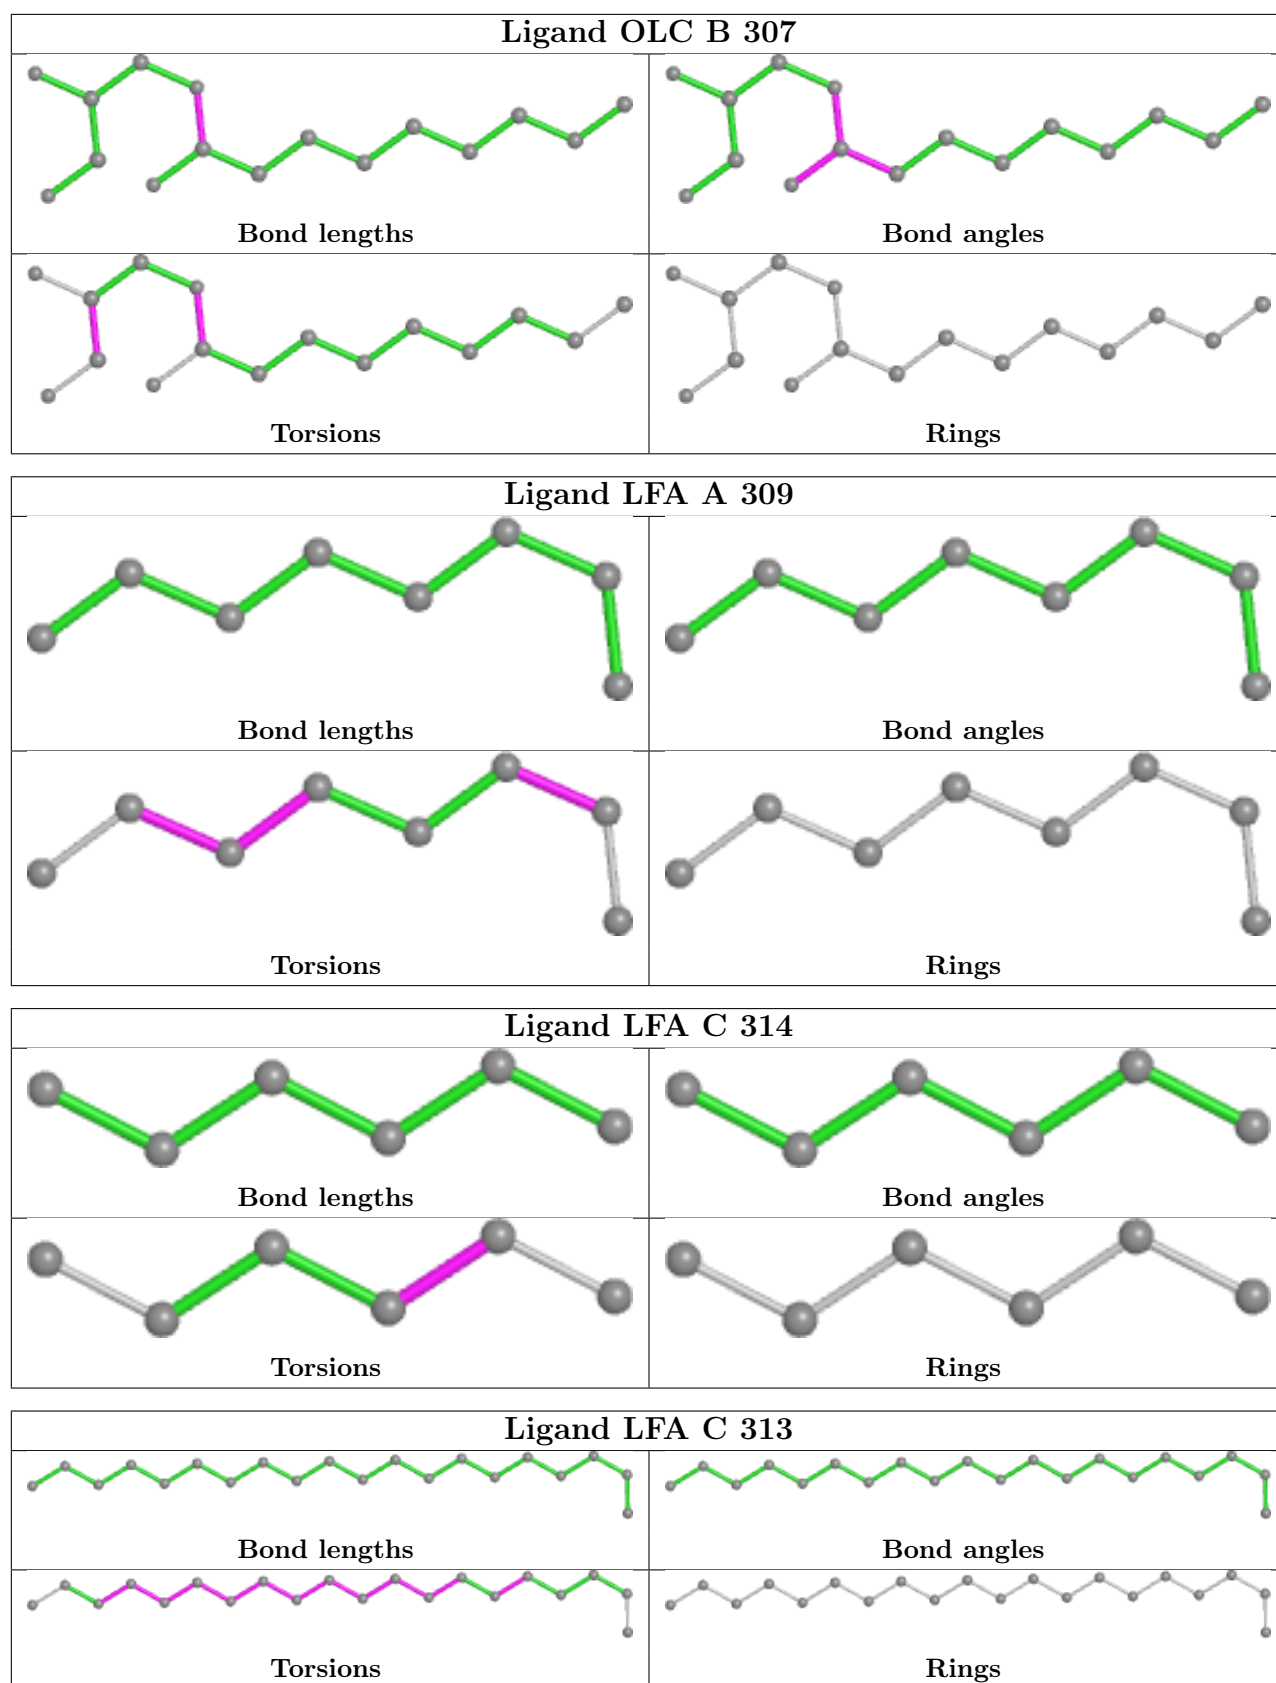 Ligand OLC B 307
Bond lengths
Bond angles
Torsions
Rings
Ligand LFA A 309
Bond lengths
Bond angles
Torsions
Rings
Ligand LFA C 314
Bond lengths
Bond angles
Torsions
Rings
Ligand LFA C 313
Bond lengths
Bond angles
Torsions
Rings